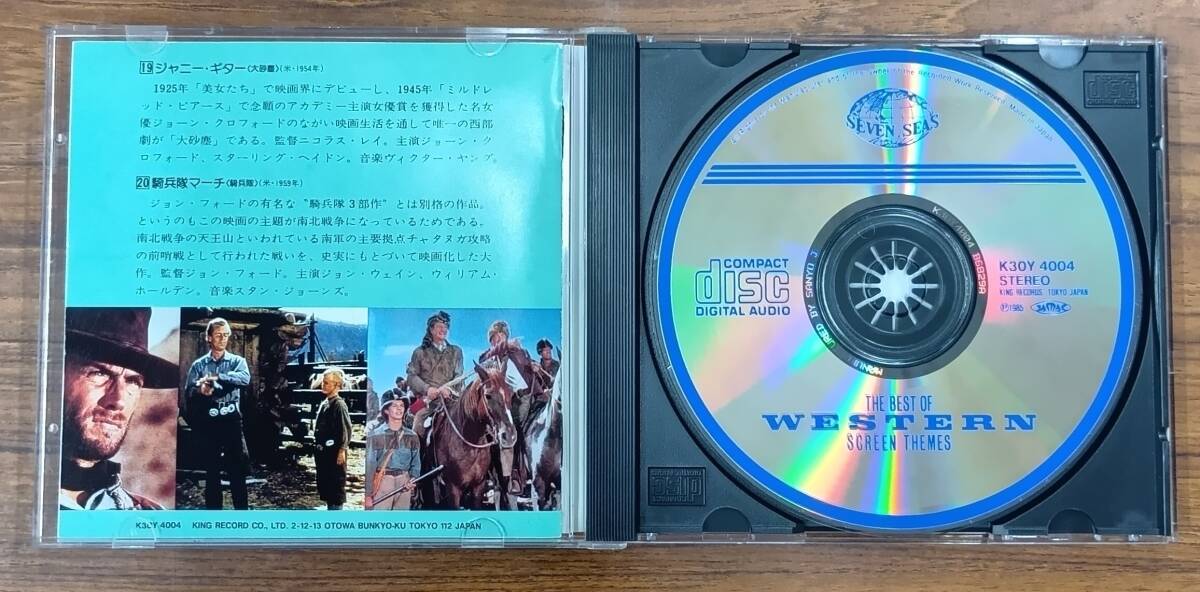 19 ジャニー・ギター〈大砂塵〉(米・1954年)
1925年「美女たち」で映画界にデビューし、1945年「ミルドレ
ッド・ピアース」で念願のアカデミー主演女優賞を獲得した名女
優ジョーン・クロフォードのながい映画生活を通して唯一の西部
劇が「大砂塵」である。監督ニコラス・レイ。主演ジョーン・ク
ロフォード、スターリング・ヘイドン。音楽ヴィクター・ヤング。
20 騎兵隊マーチ〈騎兵隊〉(米・1959年)
ジョン・フォードの有名な“騎兵隊3部作”とは別格の作品。
というのもこの映画の主題が南北戦争になっているためである。
南北戦争の天王山といわれている南軍の主要拠点チャタヌガ攻略
の前哨戦として行われた戦いを、史実にもとづいて映画化した大
作。監督ジョン・フォード。主演ジョン・ウェイン、ウィリアム・
ホールデン。音楽スタン・ジョーンズ。
K30Y 4004 KING RECORD CO., LTD. 2-12-13 OTOWA BUNKYO-KU TOKYO 112 JAPAN
SEVEN SEAS
COMPACT
disc
DIGITAL AUDIO
K30Y 4004
STEREO
KING RECORDS, TOKYO JAPAN
Ⓟ1985
THE BEST OF
WESTERN
SCREEN THEMES